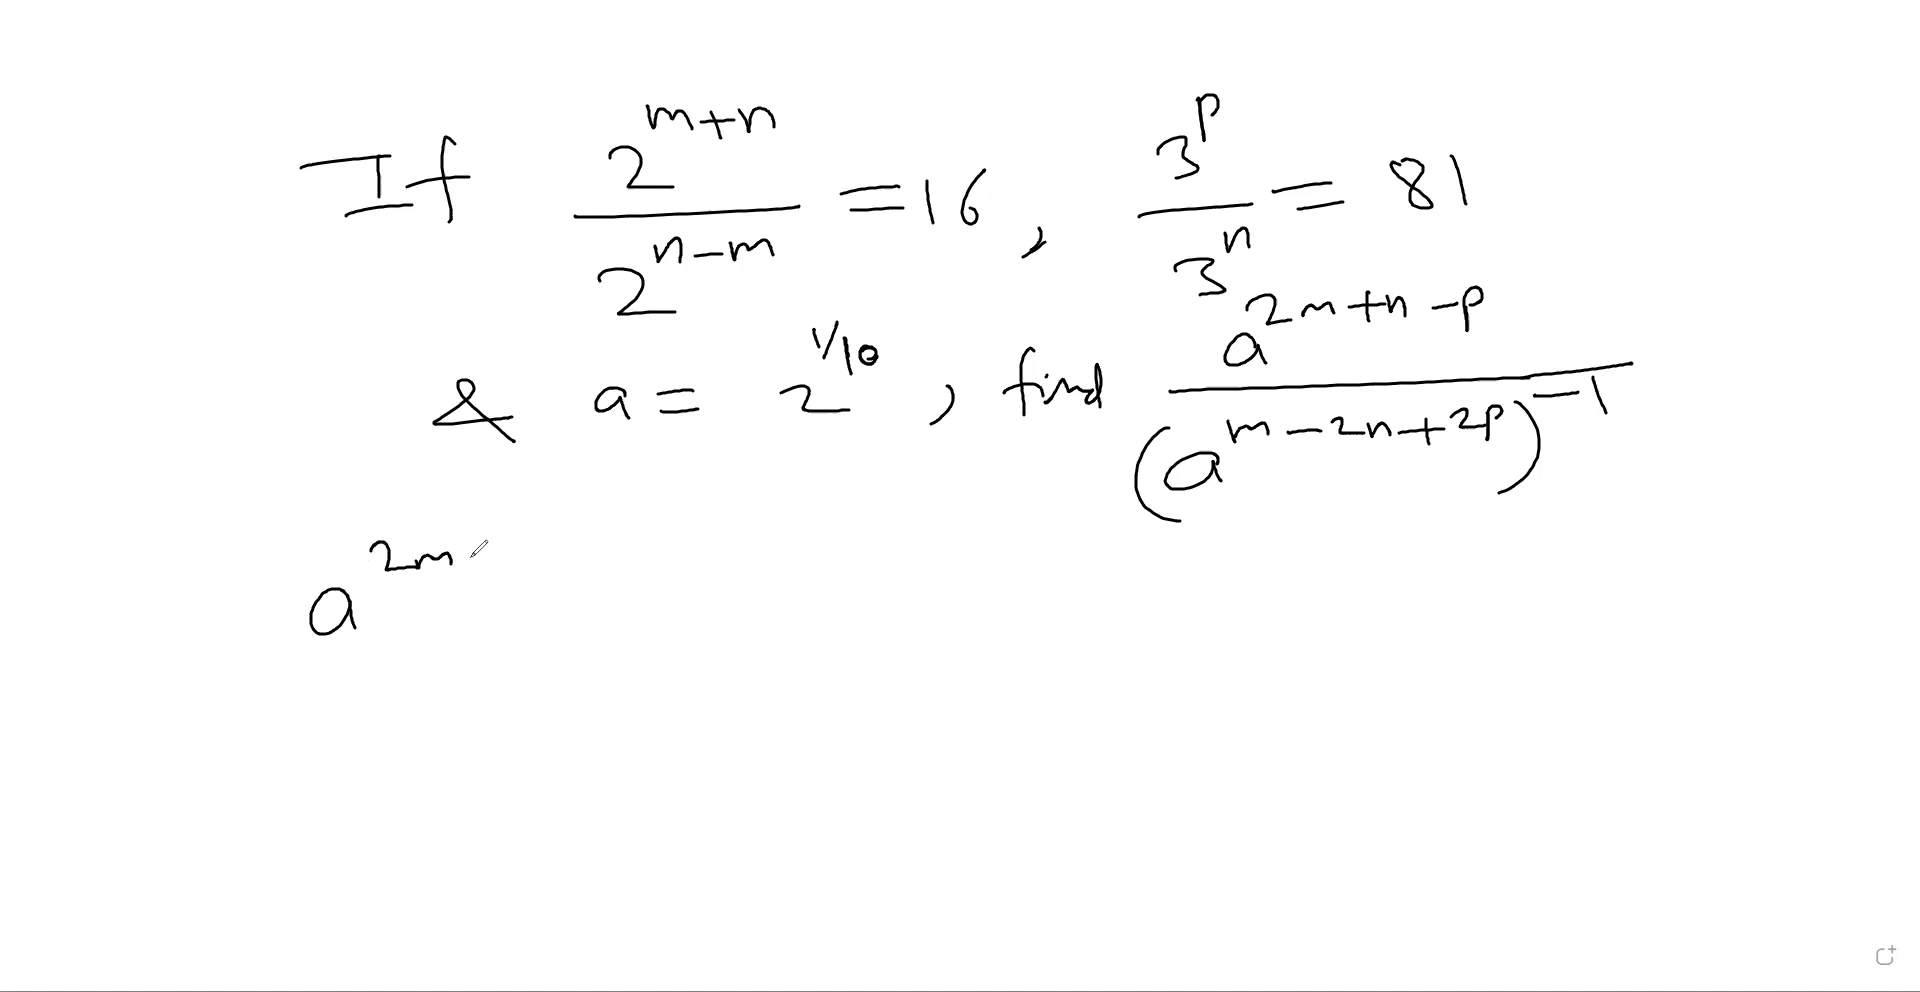 If 2^{m+n} / 2^{n-m} = 16 , 3^p / 3^n = 81
& a = 2^{1/10} , find a^{2m+n-p} / (a^{m-2n+2p})^{-1}
a^{2m}